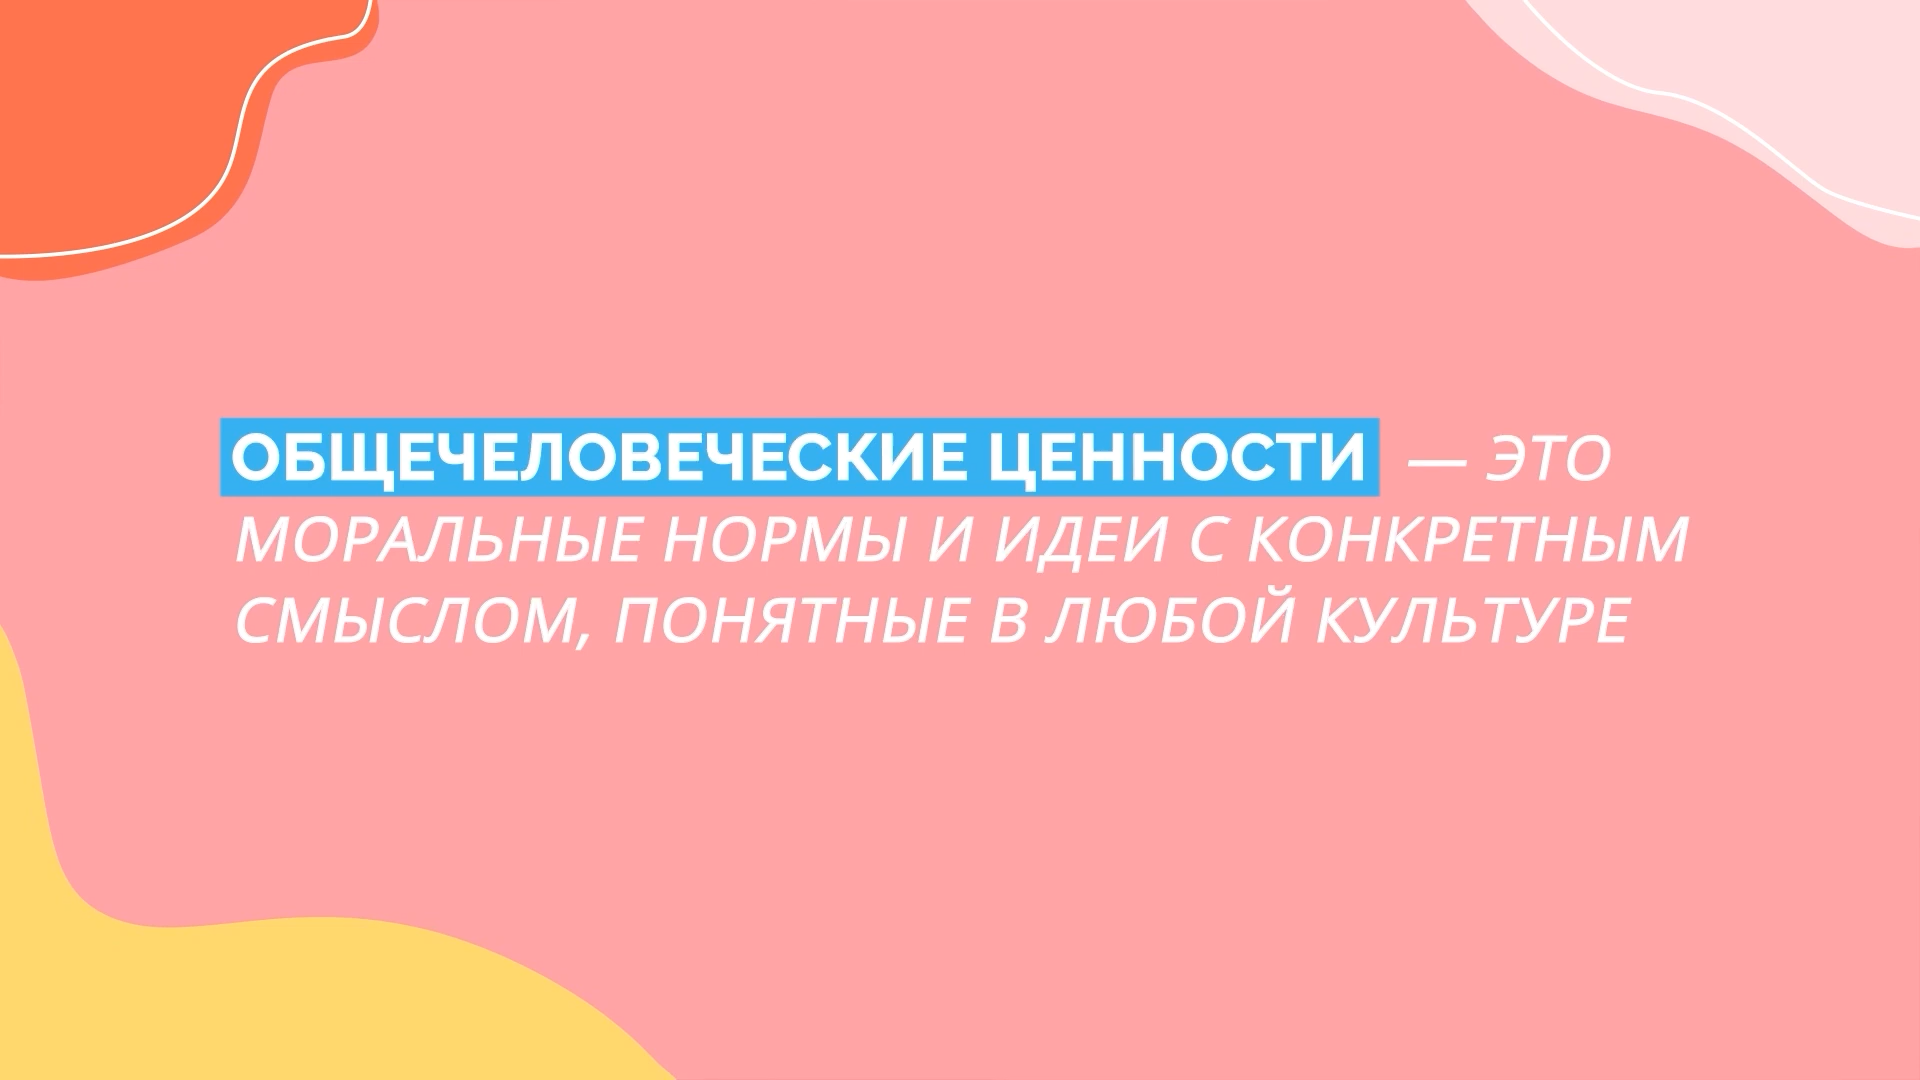 ОБЩЕЧЕЛОВЕЧЕСКИЕ ЦЕННОСТИ — ЭТО
МОРАЛЬНЫЕ НОРМЫ И ИДЕИ С КОНКРЕТНЫМ
СМЫСЛОМ, ПОНЯТНЫЕ В ЛЮБОЙ КУЛЬТУРЕ